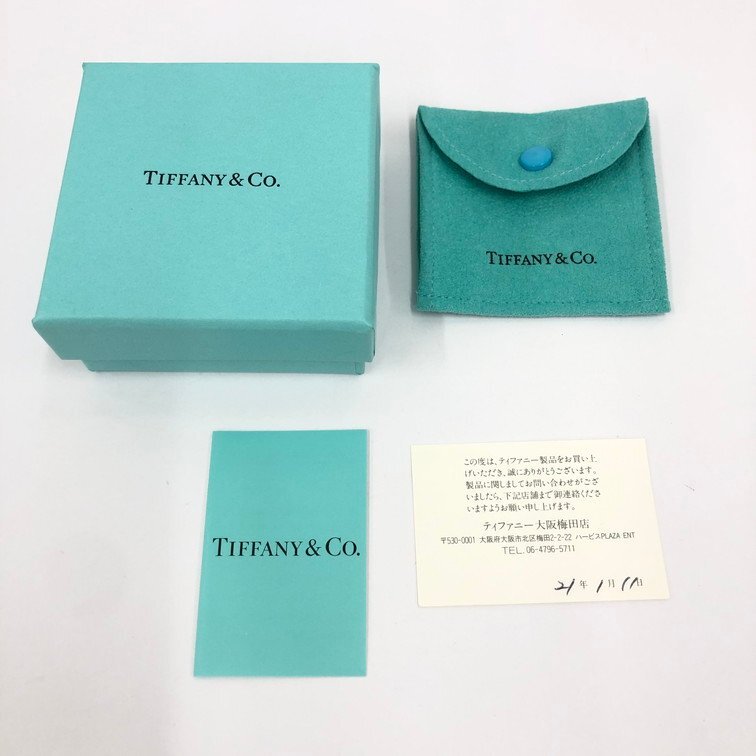 TIFFANY & CO.
TIFFANY & CO.
TIFFANY & CO.
この度は、ティファニー製品をお買い上
げいただき、誠にありがとうございます。
製品に関しましてお問い合わせがござ
いましたら、下記店舗まで御連絡くださ
いますようお願い申し上げます。
ティファニー大阪梅田店
〒530-0001 大阪府大阪市北区梅田2-2-22 ハービスPLAZA ENT
TEL. 06-4796-5711
21年 1月 11日